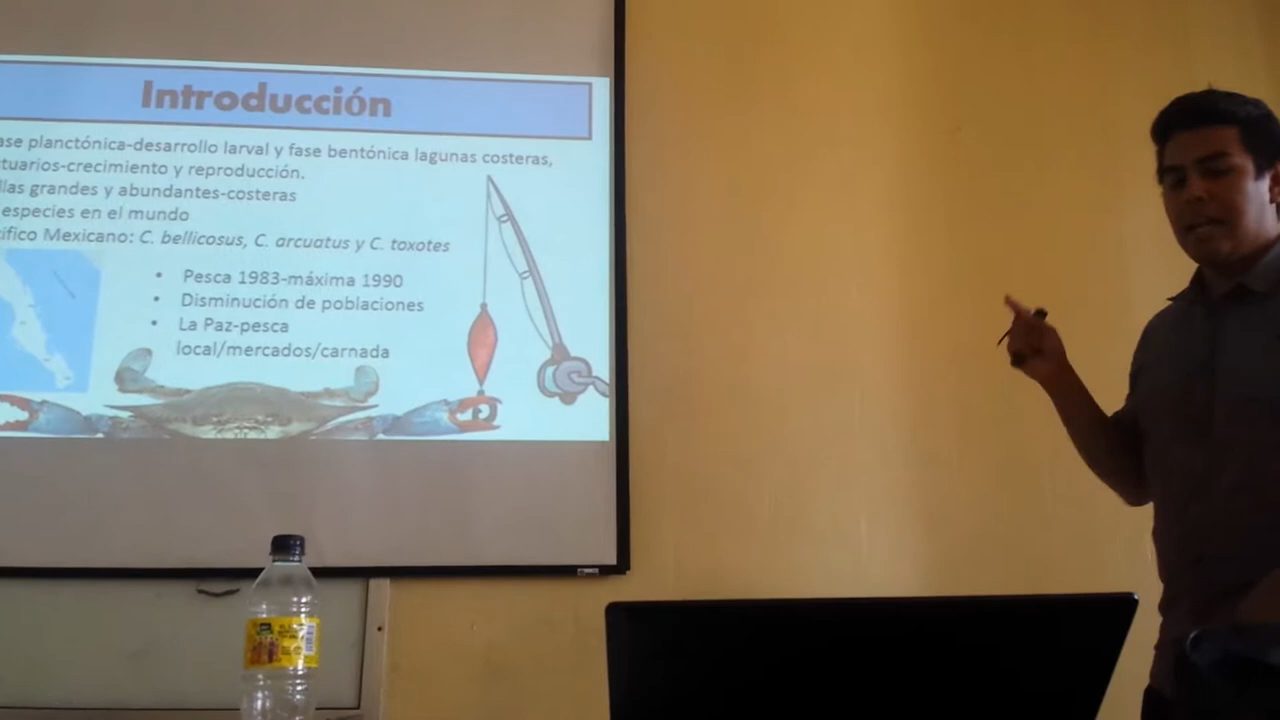 Introducción
ase planctónica-desarrollo larval y fase bentónica lagunas costeras,
tuarios-crecimiento y reproducción.
llas grandes y abundantes-costeras
especies en el mundo
ífico Mexicano: C. bellicosus, C. arcuatus y C. toxotes
• Pesca 1983-máxima 1990
• Disminución de poblaciones
• La Paz-pesca
local/mercados/carnada